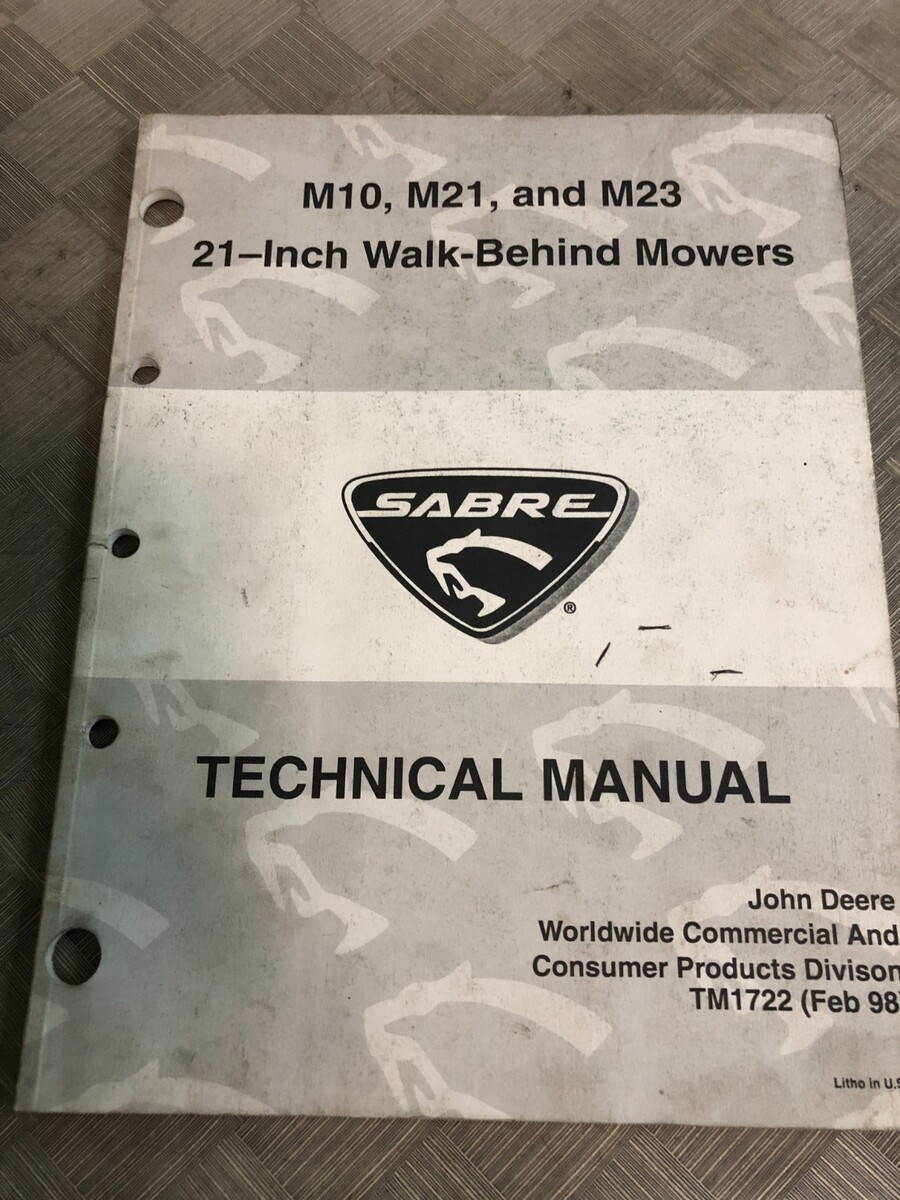 M10, M21, and M23
21–Inch Walk-Behind Mowers
SABRE
®
TECHNICAL MANUAL
John Deere
Worldwide Commercial And
Consumer Products Divison
TM1722 (Feb 98)
Litho in U.S